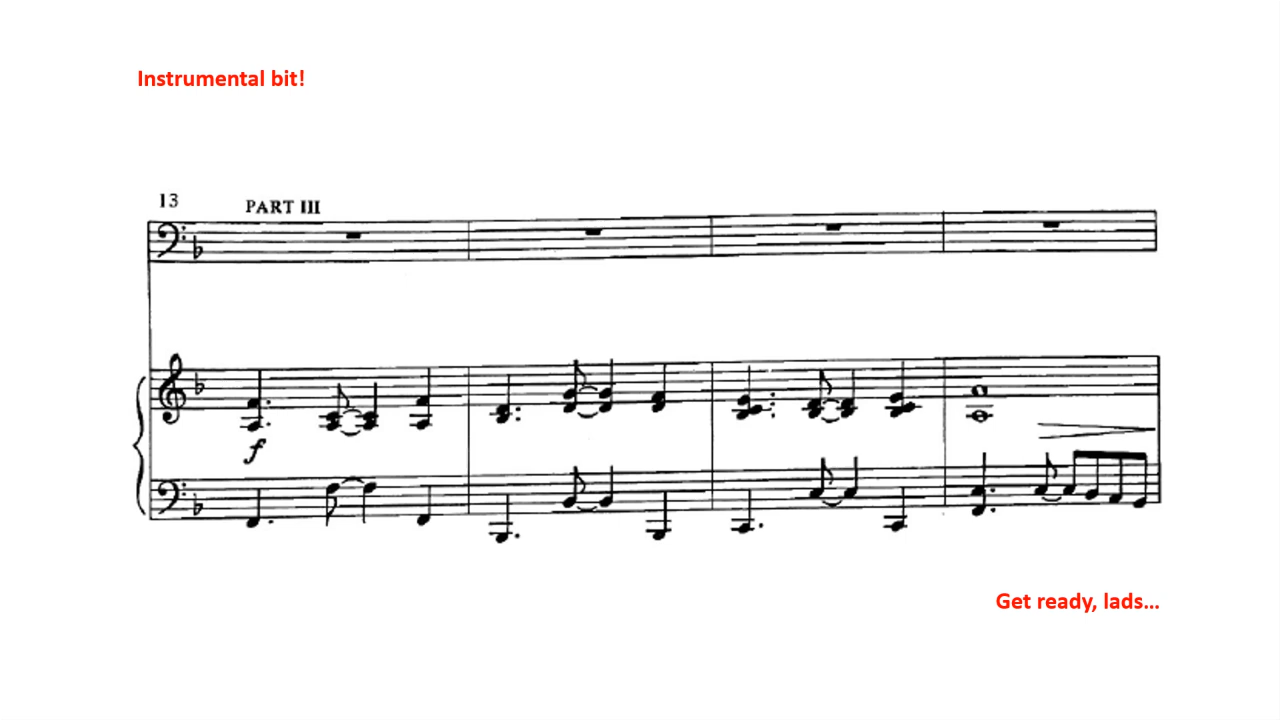 Instrumental bit!
13
PART III
f
Get ready, lads…